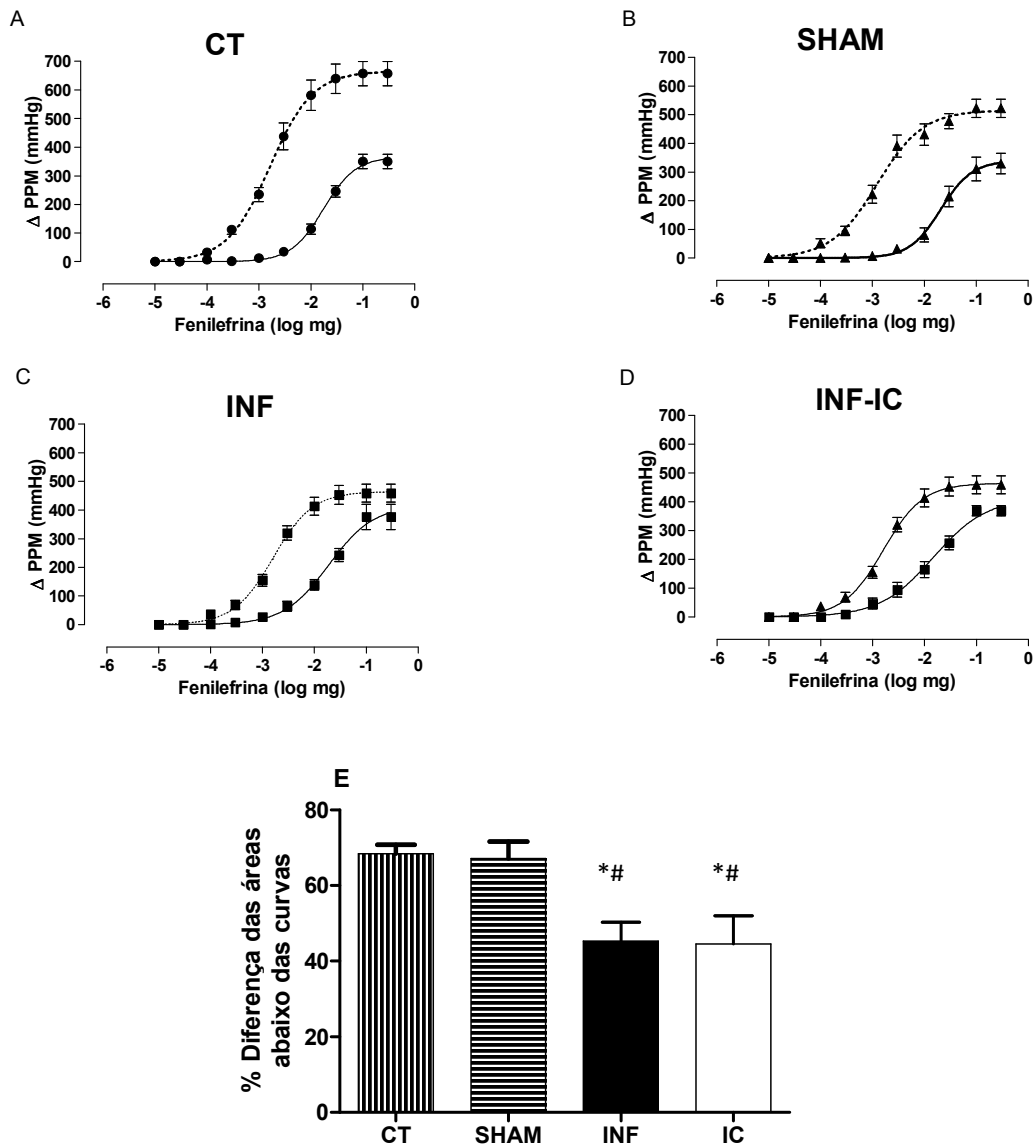 A
CT
700
600
500
400
300
200
100
0
Δ PPM (mmHg)
-6 -5 -4 -3 -2 -1 0
Fenilefrina (log mg)
B
SHAM
700
600
500
400
300
200
100
0
Δ PPM (mmHg)
-6 -5 -4 -3 -2 -1 0
Fenilefrina (log mg)
C
INF
700
600
500
400
300
200
100
0
Δ PPM (mmHg)
-6 -5 -4 -3 -2 -1 0
Fenilefrina (log mg)
D
INF-IC
700
600
500
400
300
200
100
0
Δ PPM (mmHg)
-6 -5 -4 -3 -2 -1 0
Fenilefrina (log mg)
E
% Diferença das áreas
abaixo das curvas
80
60
40
20
0
*# *#
CT SHAM INF IC